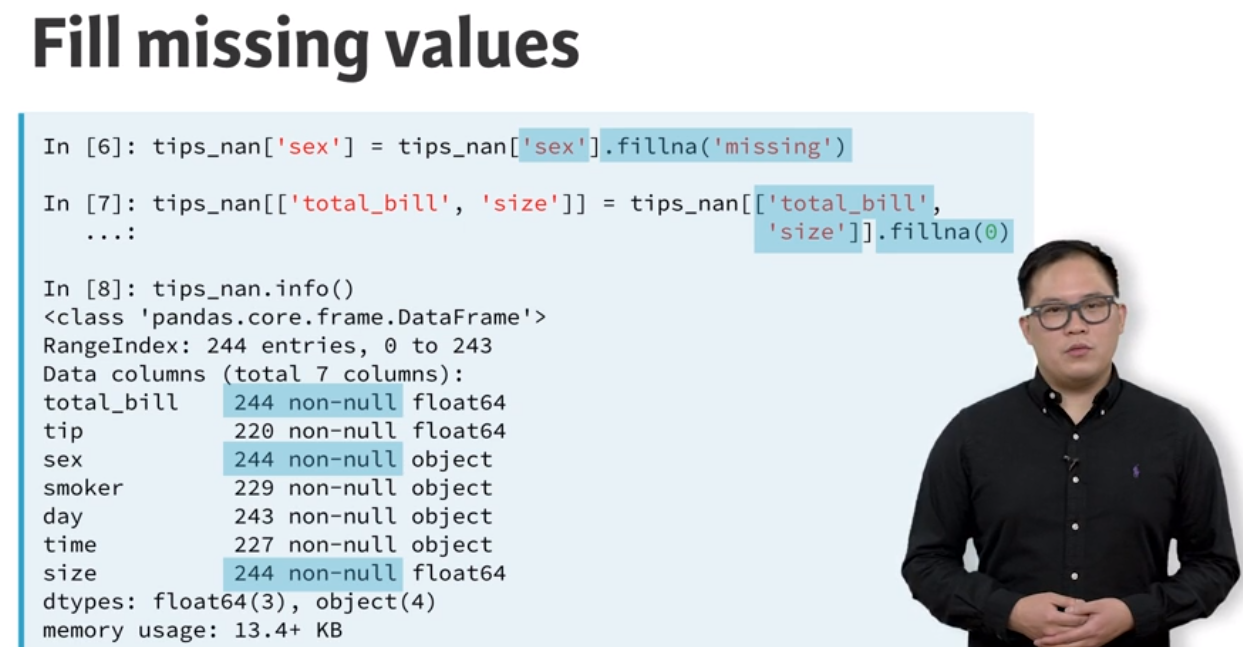 Fill missing values
In [6]: tips_nan['sex'] = tips_nan['sex'].fillna('missing')
In [7]: tips_nan[['total_bill', 'size']] = tips_nan[['total_bill',
...: 'size']].fillna(0)
In [8]: tips_nan.info()
<class 'pandas.core.frame.DataFrame'>
RangeIndex: 244 entries, 0 to 243
Data columns (total 7 columns):
total_bill 244 non-null float64
tip 220 non-null float64
sex 244 non-null object
smoker 229 non-null object
day 243 non-null object
time 227 non-null object
size 244 non-null float64
dtypes: float64(3), object(4)
memory usage: 13.4+ KB